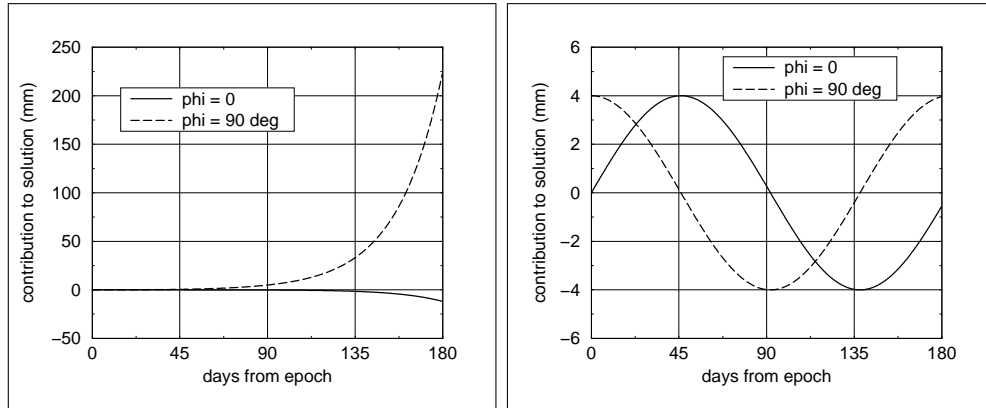 250
200
150
100
50
0
−50
contribution to solution (mm)
phi = 0
phi = 90 deg
0 45 90 135 180
days from epoch
6
4
2
0
−2
−4
−6
contribution to solution (mm)
phi = 0
phi = 90 deg
0 45 90 135 180
days from epoch